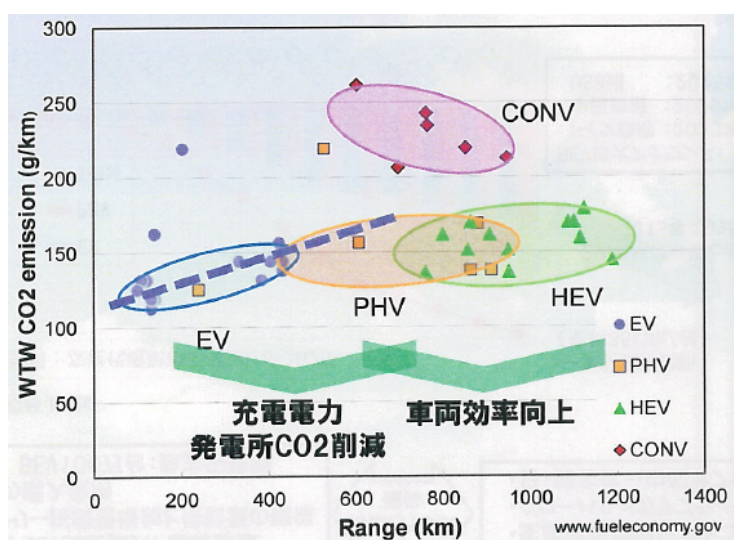 300
250
200
150
100
50
0
WTW CO2 emission (g/km)
CONV
PHV
HEV
EV
EV
PHV
HEV
CONV
充電電力
発電所CO2削減
車両効率向上
0 200 400 600 800 1000 1200 1400
Range (km)
www.fueleconomy.gov